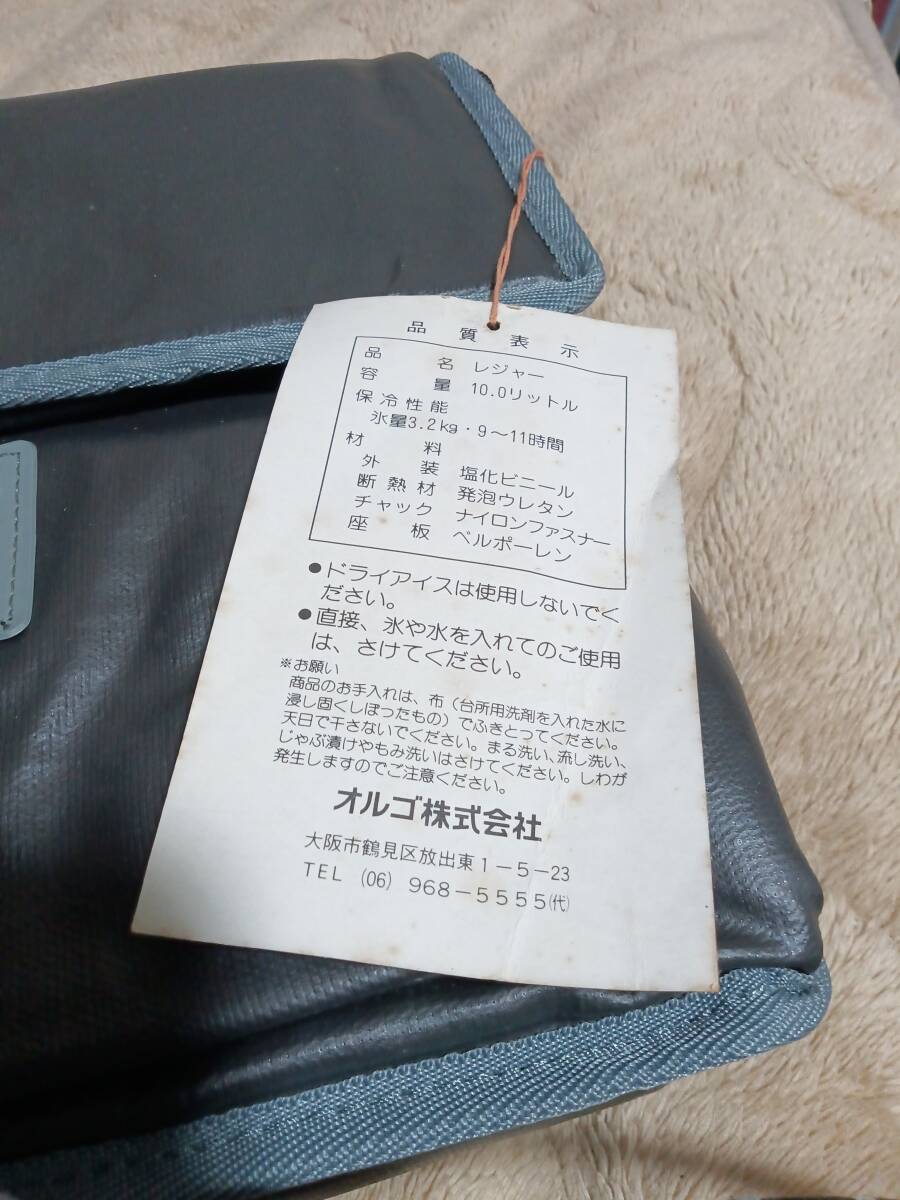 品質表示
品名 レジャー
容量 10.0リットル
保冷性能
氷量3.2kg・9～11時間
材料
外装 塩化ビニール
断熱材 発泡ウレタン
チャック ナイロンファスナー
座板 ベルポーレン
●ドライアイスは使用しないでく
ださい。
●直接、氷や水を入れてのご使用
は、さけてください。
※お願い
商品のお手入れは、布（台所用洗剤を入れた水に
浸し固くしぼったもの）でふきとってください。
天日で干さないでください。まる洗い、流し洗い、
じゃぶ漬けやもみ洗いはさけてください。しわが
発生しますのでご注意ください。
オルゴ株式会社
大阪市鶴見区放出東1－5－23
TEL (06) 968－5555㈹